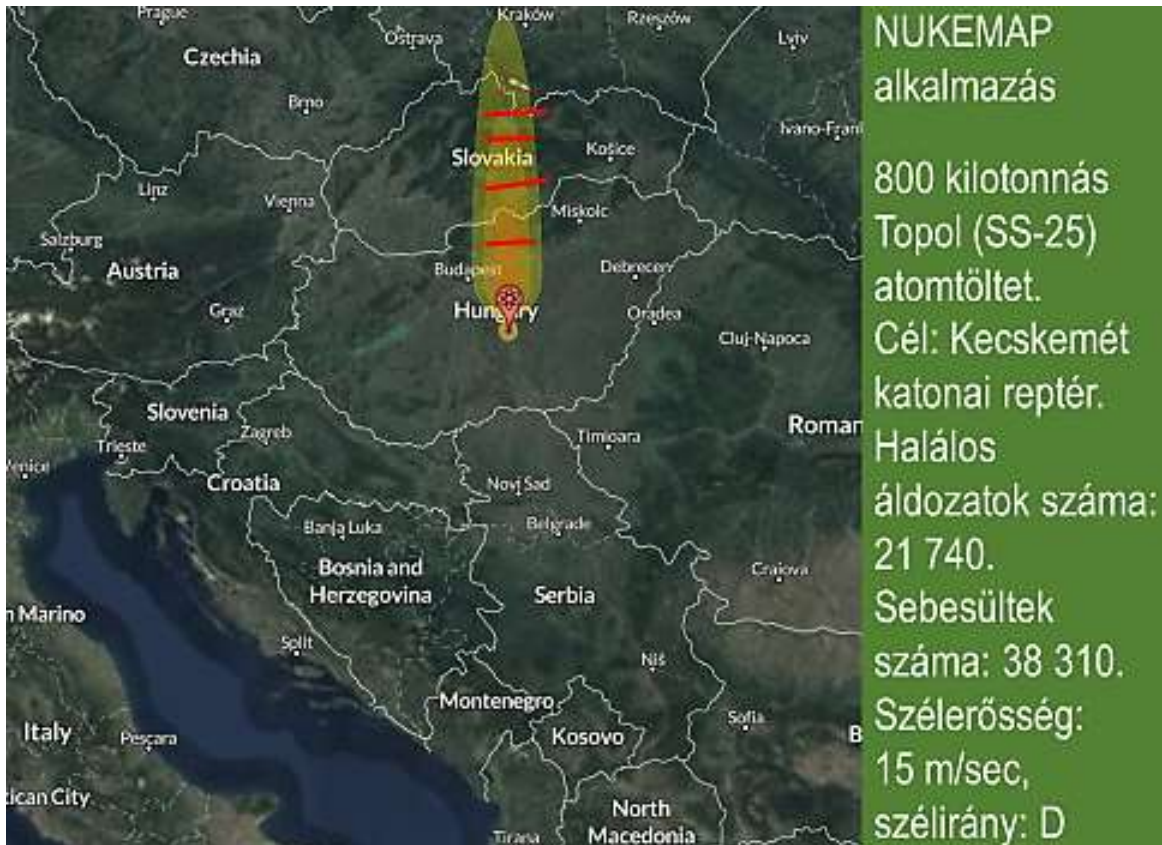 Prague
Kraków
Rzeszów
Ostrava
Lviv
Czechia
Brno
Ivano-Fran
Slovakia
Košice
Linz
Vienna
Miskolc
Salzburg
Austria
Budapest
Debrecen
Graz
Hungary
Oradea
Cluj-Napoca
Slovenia
Zagreb
Timișoara
Roman
Trieste
Venice
Croatia
Novi Sad
Banja Luka
Belgrade
Bosnia and
Herzegovina
Serbia
Craiova
n Marino
Split
Niš
Montenegro
Sofia
Italy
Pescara
Kosovo
B
tican City
North
Macedonia
Tirana
NUKEMAP
alkalmazás
800 kilotonnás
Topol (SS-25)
atomtöltet.
Cél: Kecskemét
katonai reptér.
Halálos
áldozatok száma:
21 740.
Sebesültek
száma: 38 310.
Szélerősség:
15 m/sec,
szélirány: D